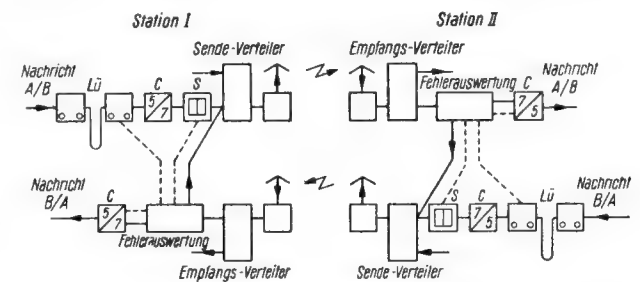 Station I
Station II
Sende-Verteiler
Empfangs-Verteiler
Nachricht
A/B
Lü
C
5/7
S
Fehlerauswertung
C
7/5
Nachricht
A/B
Nachricht
B/A
C
5/7
Fehlerauswertung
Empfangs-Verteiler
S
C
7/5
Lü
Nachricht
B/A
Sende-Verteiler